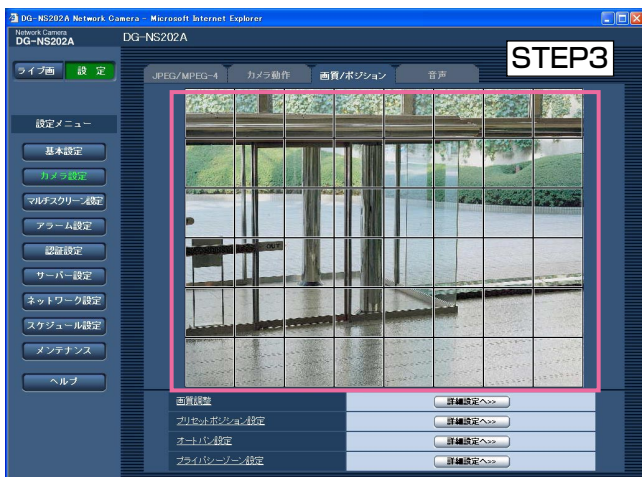 DG-NS202A Network Camera - Microsoft Internet Explorer
Network Camera
DG-NS202A
DG-NS202A
STEP3
ライブ画 設 定
JPEG/MPEG-4 カメラ動作 画質/ポジション 音声
設定メニュー
基本設定
カメラ設定
マルチスクリーン設定
アラーム設定
認証設定
サーバー設定
ネットワーク設定
スケジュール設定
メンテナンス
ヘルプ
OUT
画質調整 詳細設定へ>>
プリセットポジション設定 詳細設定へ>>
オートパン設定 詳細設定へ>>
プライバシーゾーン設定 詳細設定へ>>